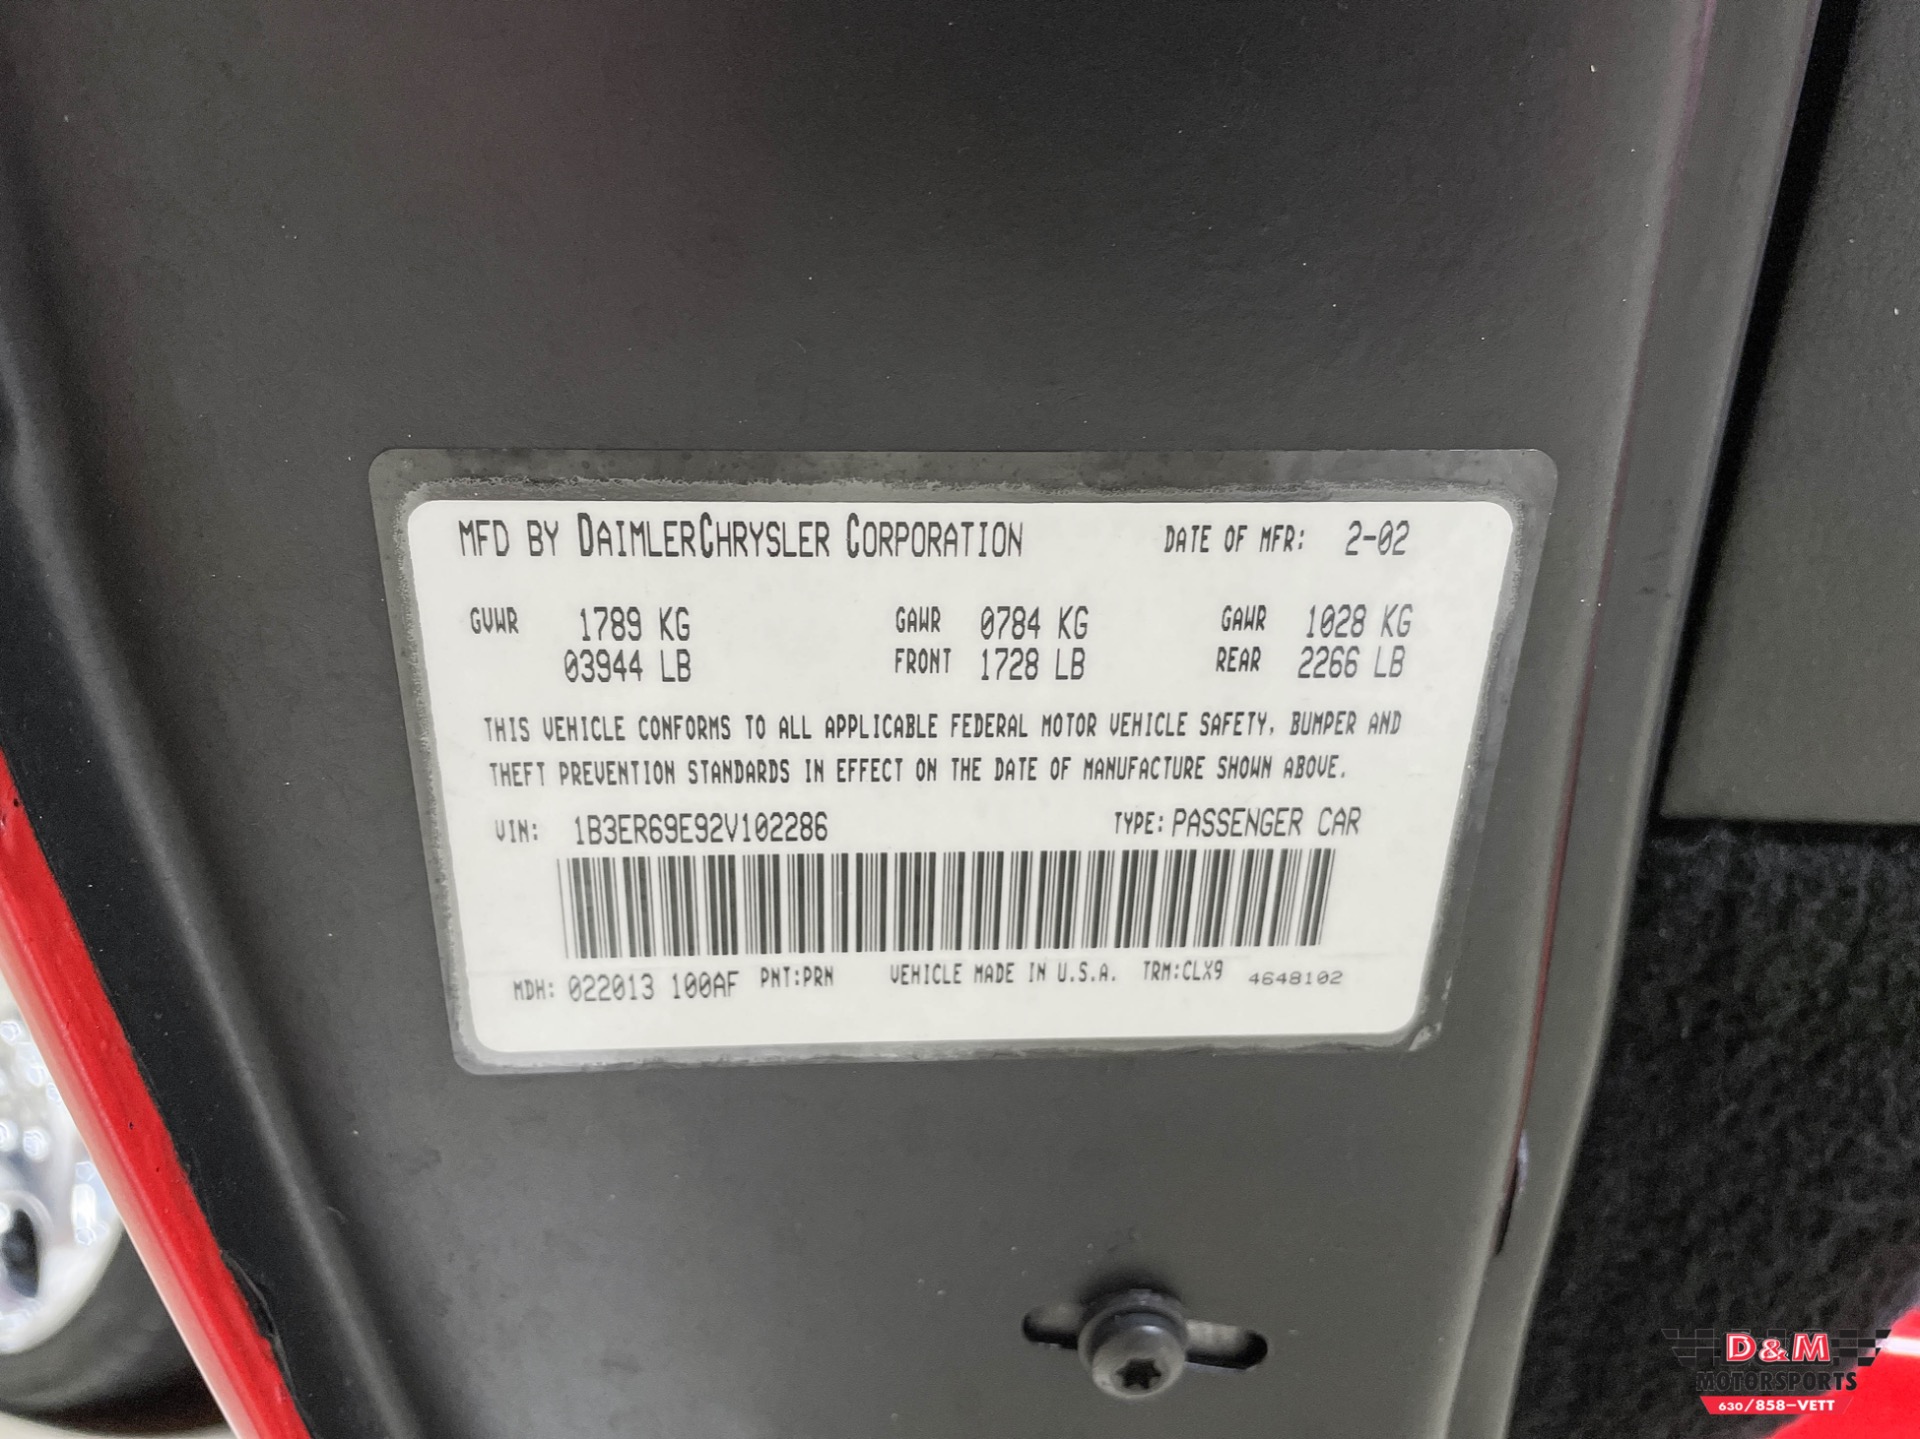 MFD BY DAIMLERCHRYSLER CORPORATION DATE OF MFR: 2-02
GVWR 1789 KG GAWR 0784 KG GAWR 1028 KG
03944 LB FRONT 1728 LB REAR 2266 LB
THIS VEHICLE CONFORMS TO ALL APPLICABLE FEDERAL MOTOR VEHICLE SAFETY, BUMPER AND
THEFT PREVENTION STANDARDS IN EFFECT ON THE DATE OF MANUFACTURE SHOWN ABOVE.
VIN: 1B3ER69E92V102286 TYPE: PASSENGER CAR
MDH: 022013 100AF PNT:PRN VEHICLE MADE IN U.S.A. TRM:CLX9 4648102
D&M
MOTORSPORTS
630/858-VETT